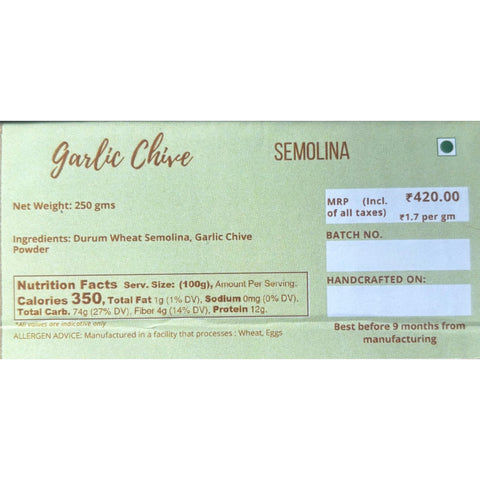 Garlic Chive
SEMOLINA
Net Weight: 250 gms
Ingredients: Durum Wheat Semolina, Garlic Chive
Powder
Nutrition Facts Serv. Size: (100g), Amount Per Serving:
Calories 350, Total Fat 1g (1% DV), Sodium 0mg (0% DV),
Total Carb. 74g (27% DV), Fiber 4g (14% DV), Protein 12g.
*All values are indicative only
ALLERGEN ADVICE: Manufactured in a facility that processes : Wheat, Eggs
MRP (Incl. of all taxes)
₹420.00
₹1.7 per gm
BATCH NO.
HANDCRAFTED ON:
Best before 9 months from
manufacturing